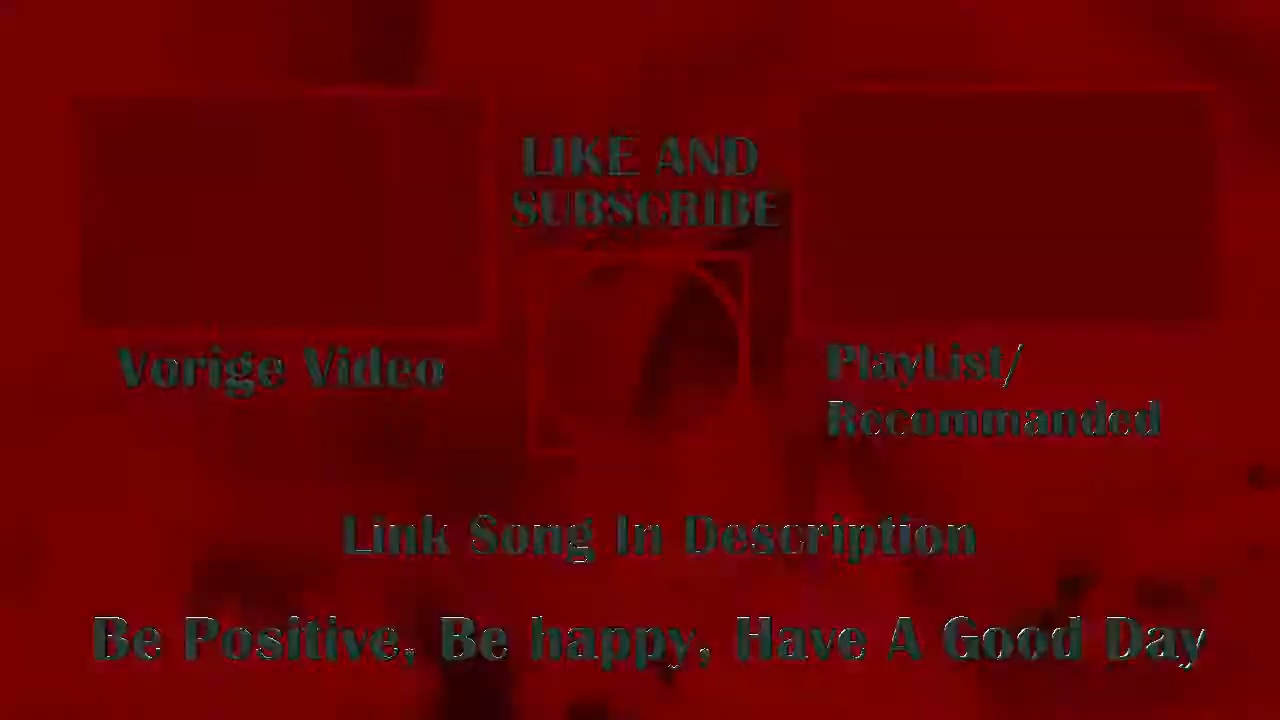 LIKE AND
SUBSCRIBE
Vorige Video
PlayList/
Recommanded
Link Song In Description
Be Positive, Be happy, Have A Good Day